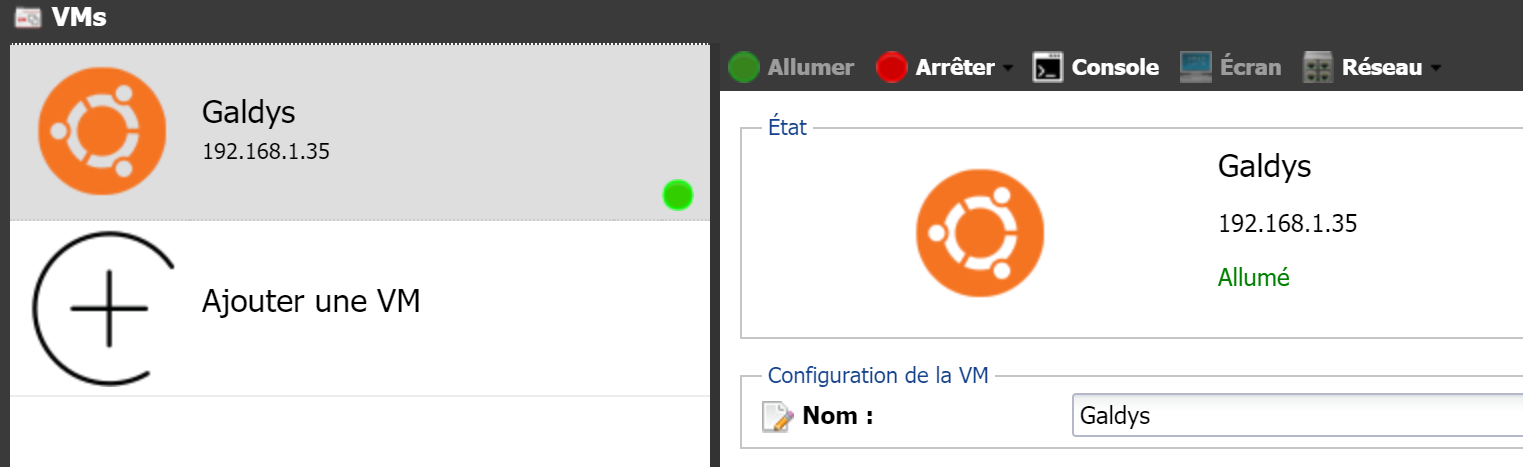 VMs
Galdys
192.168.1.35
Ajouter une VM
Allumer Arrêter Console Écran Réseau
État
Galdys
192.168.1.35
Allumé
Configuration de la VM
Nom : Galdys